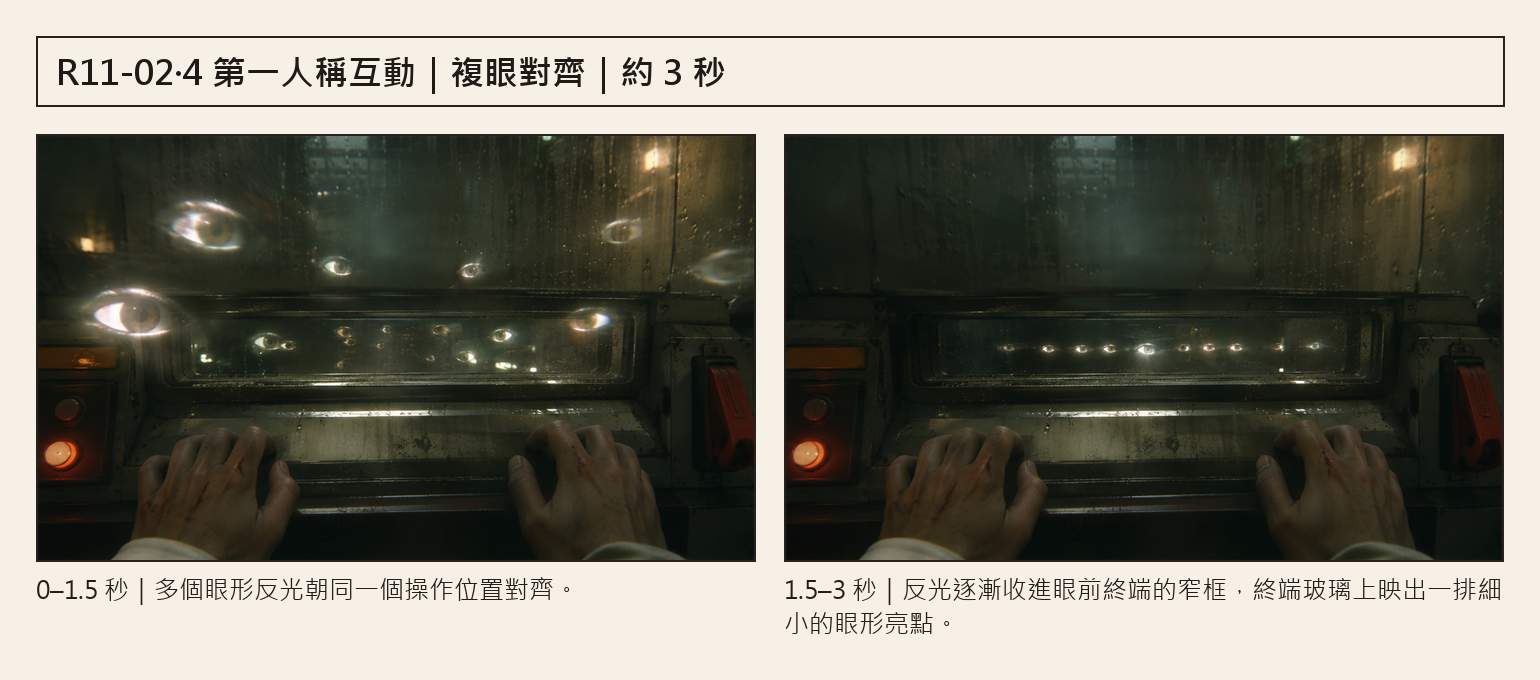 R11-02·4 第一人稱互動｜複眼對齊｜約 3 秒
0–1.5 秒｜多個眼形反光朝同一個操作位置對齊。
1.5–3 秒｜反光逐漸收進眼前終端的窄框，終端玻璃上映出一排細
小的眼形亮點。